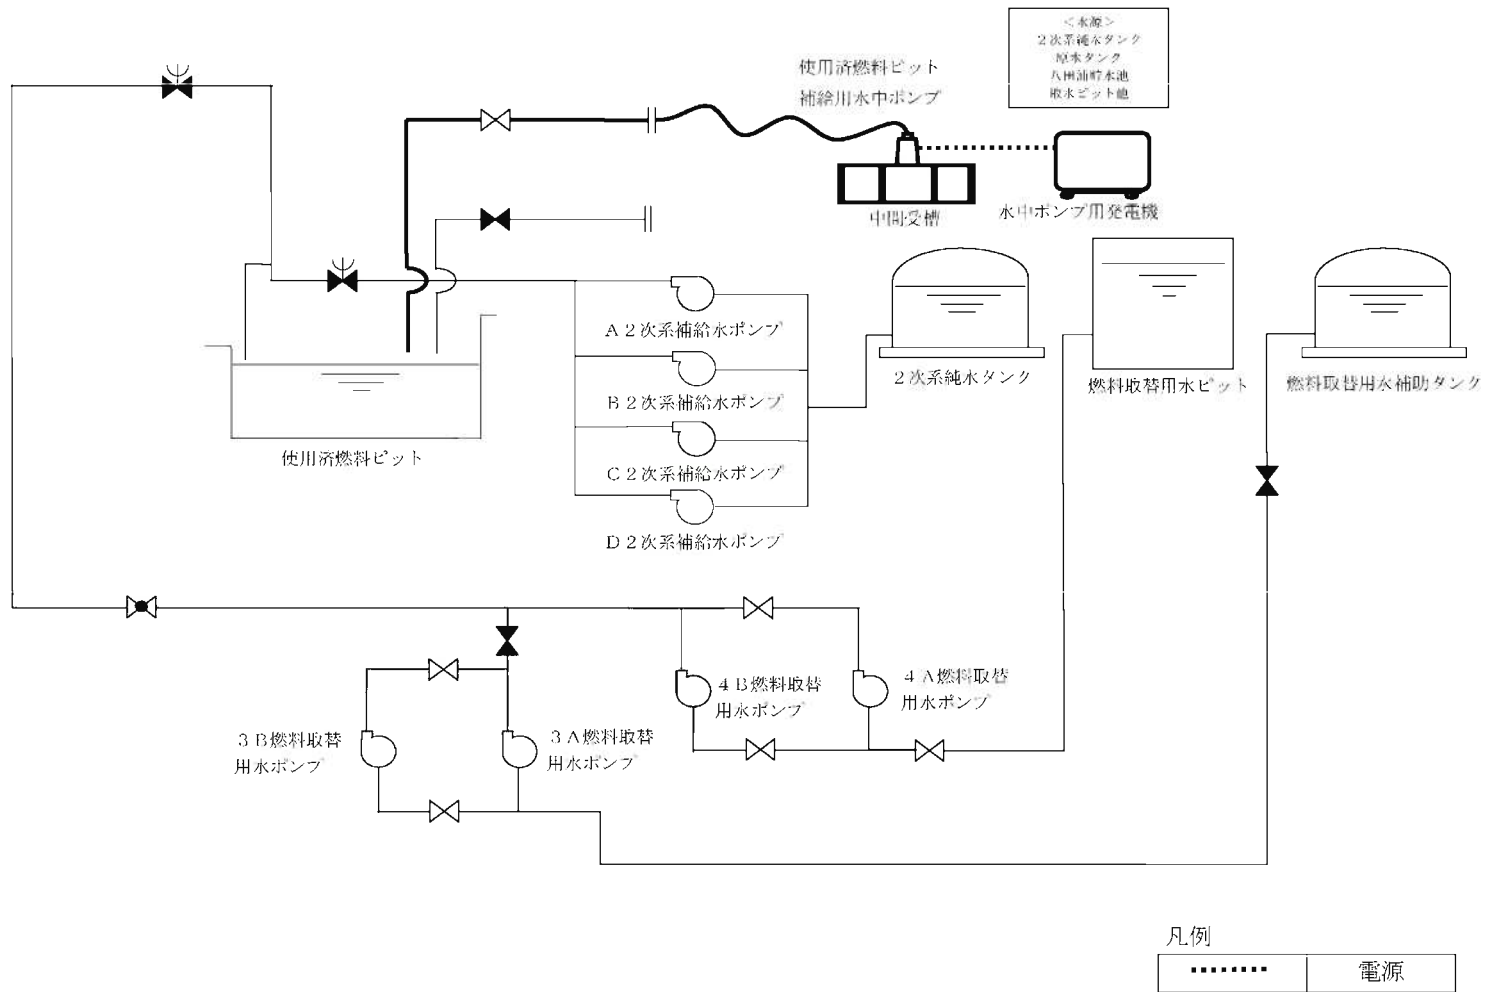 <水源>
2次系純水タンク
原水タンク
八田浦貯水池
取水ピット他
使用済燃料ピット
補給用水中ポンプ
中間受槽
水中ポンプ用発電機
A2次系補給水ポンプ
B2次系補給水ポンプ
C2次系補給水ポンプ
D2次系補給水ポンプ
2次系純水タンク
燃料取替用水ピット
燃料取替用水補助タンク
使用済燃料ピット
4B燃料取替
用水ポンプ
4A燃料取替
用水ポンプ
3B燃料取替
用水ポンプ
3A燃料取替
用水ポンプ
凡例
電源